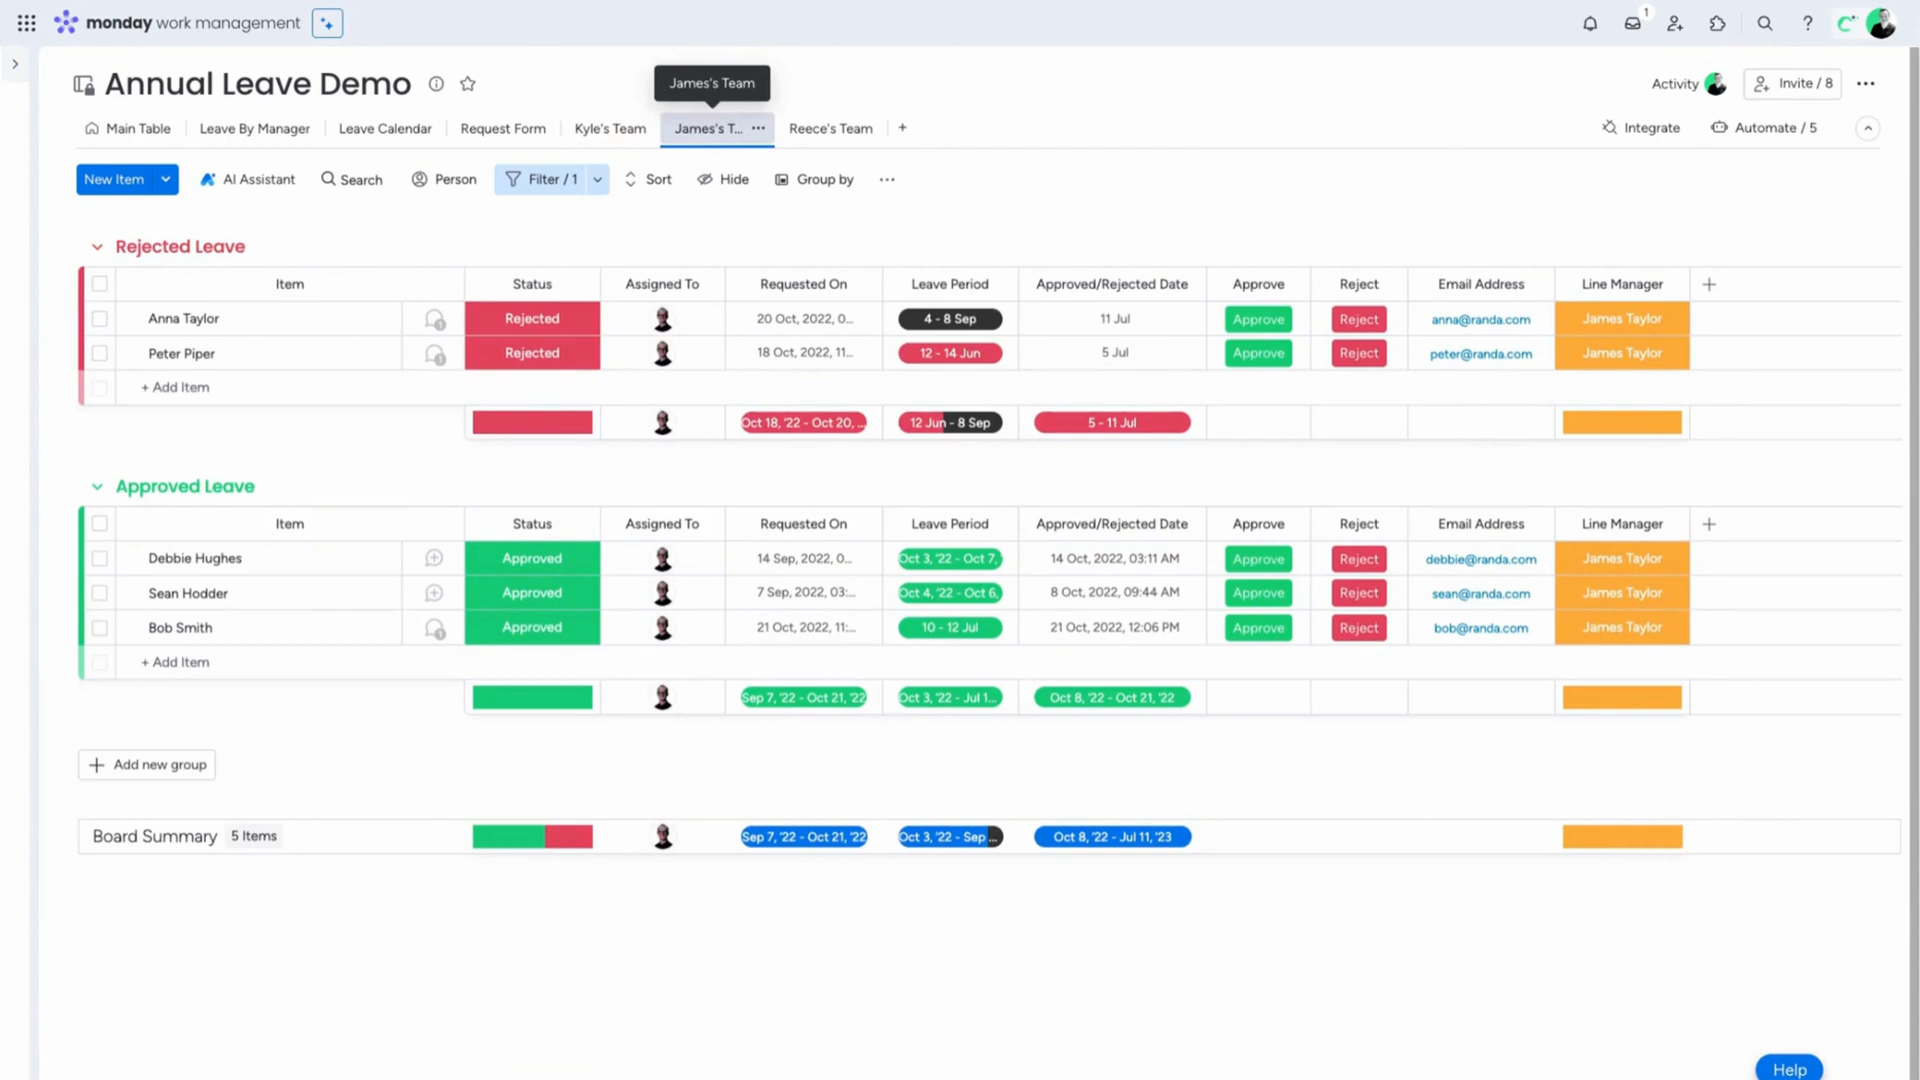 monday work management
1
Annual Leave Demo
James's Team
Activity
Invite / 8
Main Table
Leave By Manager
Leave Calendar
Request Form
Kyle's Team
James's T...
Reece's Team
Integrate
Automate / 5
New Item
AI Assistant
Search
Person
Filter / 1
Sort
Hide
Group by
Rejected Leave
Item Status Assigned To Requested On Leave Period Approved/Rejected Date Approve Reject Email Address Line Manager
Anna Taylor 1 Rejected 20 Oct, 2022, 0... 4 - 8 Sep 11 Jul Approve Reject anna@randa.com James Taylor
Peter Piper 1 Rejected 18 Oct, 2022, 11... 12 - 14 Jun 5 Jul Approve Reject peter@randa.com James Taylor
+ Add Item
Oct 18, '22 - Oct 20, ... 12 Jun - 8 Sep 5 - 11 Jul
Approved Leave
Item Status Assigned To Requested On Leave Period Approved/Rejected Date Approve Reject Email Address Line Manager
Debbie Hughes Approved 14 Sep, 2022, 0... Oct 3, '22 - Oct 7, 14 Oct, 2022, 03:11 AM Approve Reject debbie@randa.com James Taylor
Sean Hodder Approved 7 Sep, 2022, 03:... Oct 4, '22 - Oct 6, 8 Oct, 2022, 09:44 AM Approve Reject sean@randa.com James Taylor
Bob Smith 1 Approved 21 Oct, 2022, 11:... 10 - 12 Jul 21 Oct, 2022, 12:06 PM Approve Reject bob@randa.com James Taylor
+ Add Item
Sep 7, '22 - Oct 21, '22 Oct 3, '22 - Jul 1... Oct 8, '22 - Oct 21, '22
Add new group
Board Summary 5 Items Sep 7, '22 - Oct 21, '22 Oct 3, '22 - Sep ... Oct 8, '22 - Jul 11, '23
Help